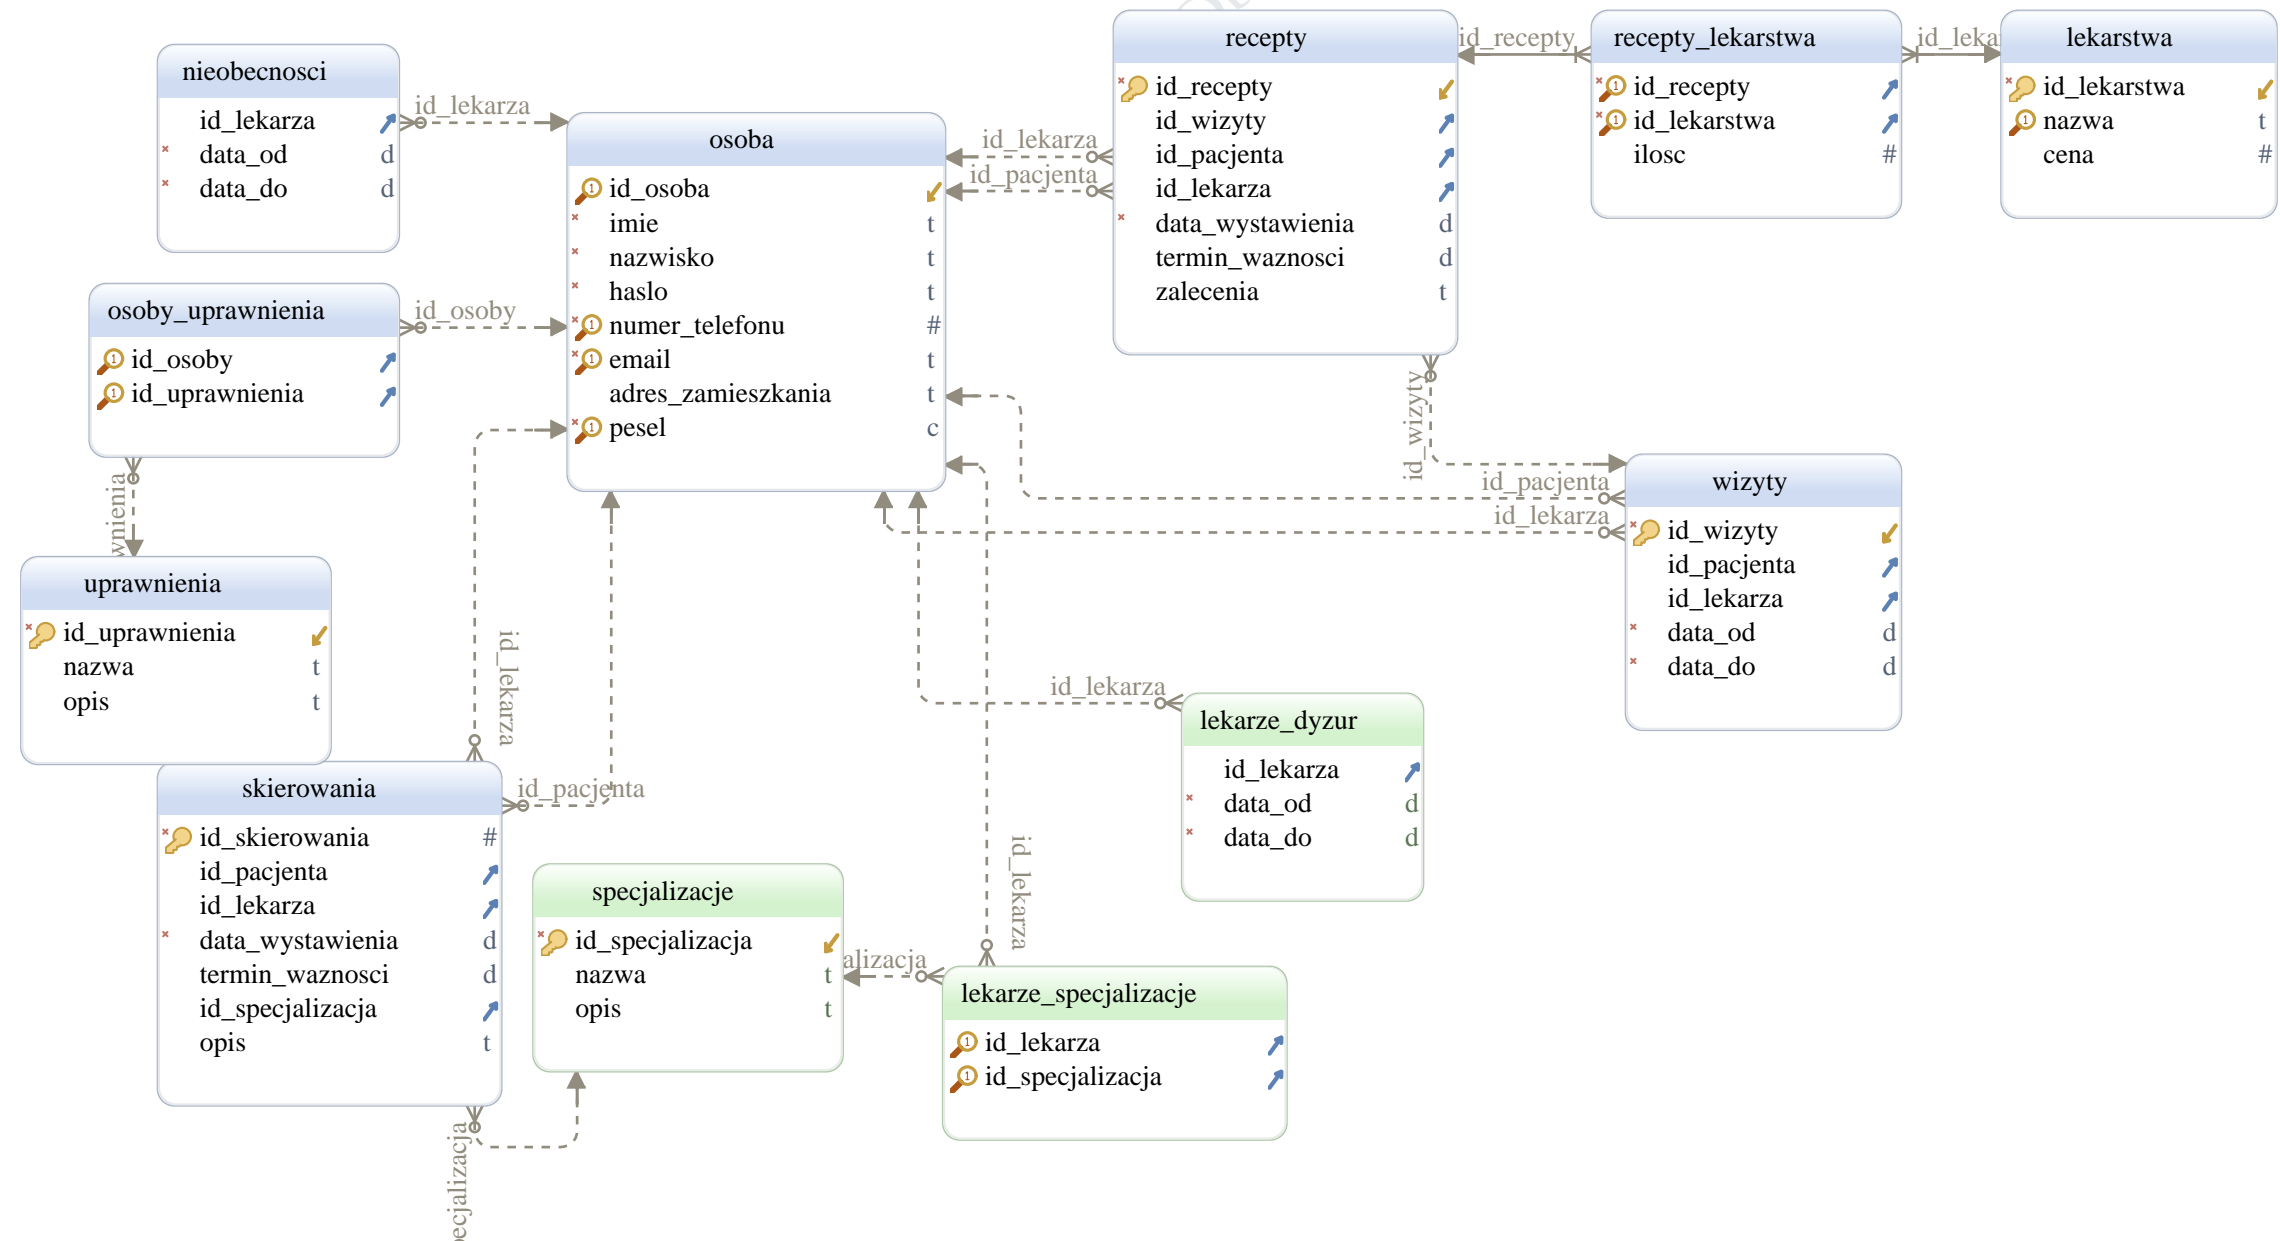 nieobecnosci
id_lekarza
data_od d
data_do d
id_lekarza
osoba
id_osoba
imie t
nazwisko t
haslo t
numer_telefonu #
email t
adres_zamieszkania t
pesel c
id_lekarza
id_pacjenta
recepty
id_recepty
id_wizyty
id_pacjenta
id_lekarza
data_wystawienia d
termin_waznosci d
zalecenia t
id_recepty
recepty_lekarstwa
id_recepty
id_lekarstwa
ilosc #
id_leka
lekarstwa
id_lekarstwa
nazwa t
cena #
osoby_uprawnienia
id_osoby
id_uprawnienia
id_osoby
wnienia
uprawnienia
id_uprawnienia
nazwa t
opis t
id_wizyty
id_pacjenta
id_lekarza
wizyty
id_wizyty
id_pacjenta
id_lekarza
data_od d
data_do d
id_lekarza
id_pacjenta
skierowania
id_skierowania #
id_pacjenta
id_lekarza
data_wystawienia d
termin_waznosci d
id_specjalizacja
opis t
ecjalizacja
specjalizacje
id_specjalizacja
nazwa t
opis t
alizacja
id_lekarza
lekarze_dyzur
id_lekarza
data_od d
data_do d
id_lekarza
lekarze_specjalizacje
id_lekarza
id_specjalizacja